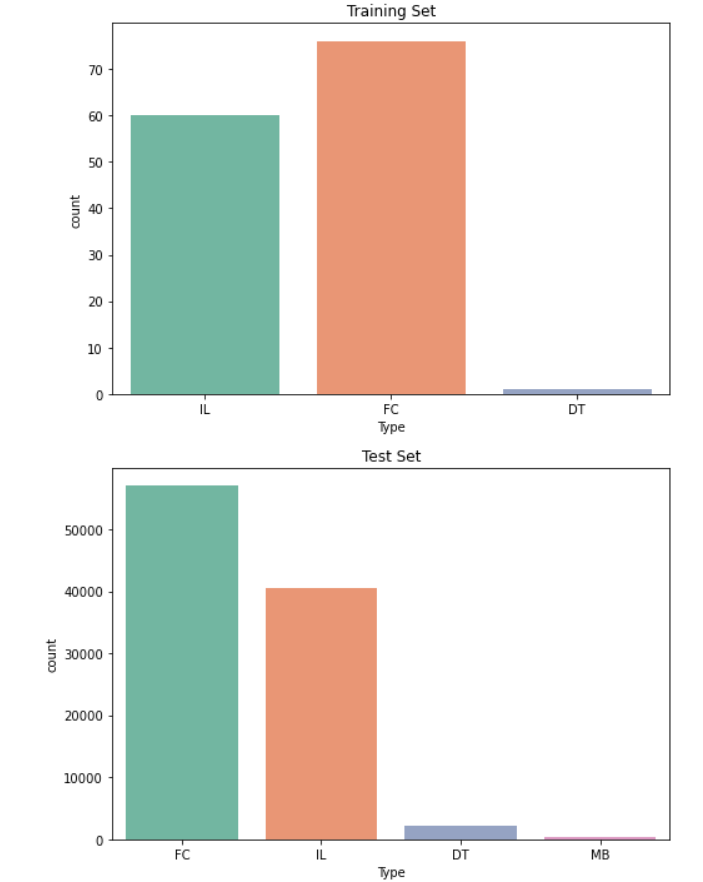 Training Set
70
60
50
40
30
20
10
0
count
IL FC DT
Type
Test Set
50000
40000
30000
20000
10000
0
count
FC IL DT MB
Type